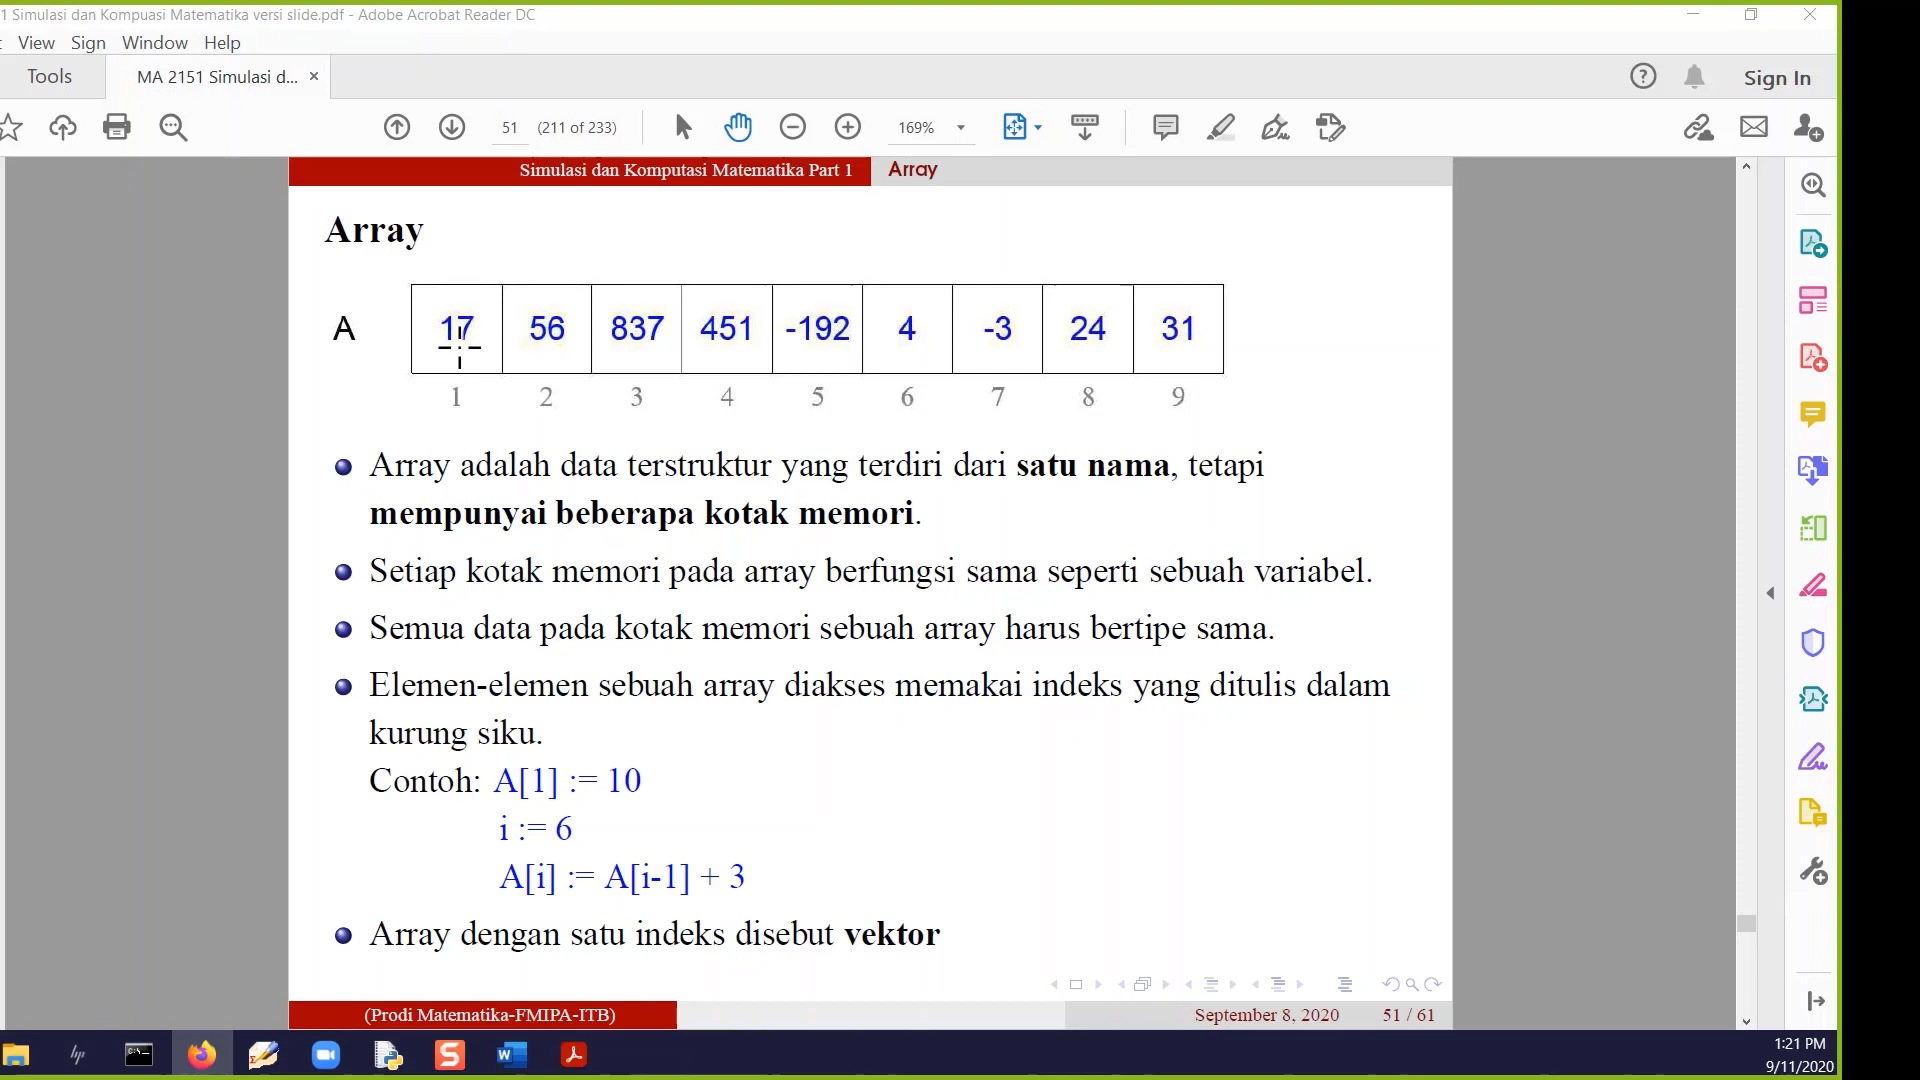 1 Simulasi dan Kompuasi Matematika versi slide.pdf - Adobe Acrobat Reader DC
View Sign Window Help
Tools MA 2151 Simulasi d... × Sign In
51 (211 of 233) 169%
Simulasi dan Komputasi Matematika Part 1 Array
Array
A 17 56 837 451 -192 4 -3 24 31
1 2 3 4 5 6 7 8 9
Array adalah data terstruktur yang terdiri dari satu nama, tetapi
mempunyai beberapa kotak memori.
Setiap kotak memori pada array berfungsi sama seperti sebuah variabel.
Semua data pada kotak memori sebuah array harus bertipe sama.
Elemen-elemen sebuah array diakses memakai indeks yang ditulis dalam
kurung siku.
Contoh: A[1] := 10
i := 6
A[i] := A[i-1] + 3
Array dengan satu indeks disebut vektor
(Prodi Matematika-FMIPA-ITB) September 8, 2020 51 / 61
1:21 PM
9/11/2020